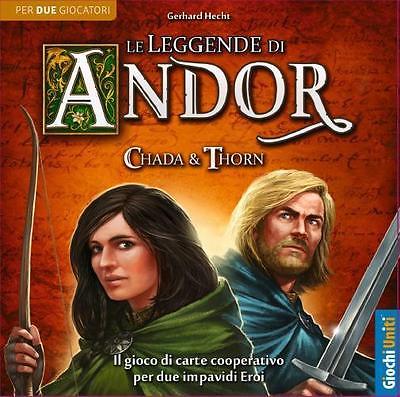 PER DUE GIOCATORI
Gerhard Hecht
LE LEGGENDE DI
ANDOR
CHADA & THORN
Il gioco di carte cooperativo
per due impavidi Eroi
Giochi Uniti